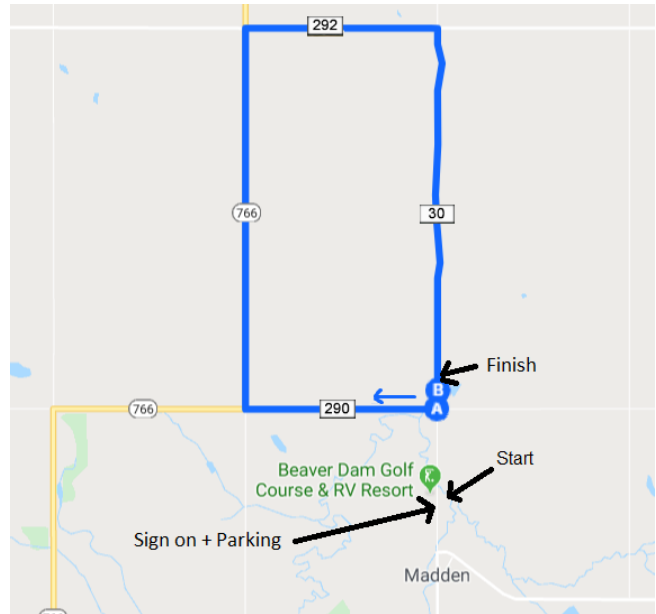 292
766
30
Finish
B
A
766
290
Beaver Dam Golf
Course & RV Resort
Start
Sign on + Parking
Madden